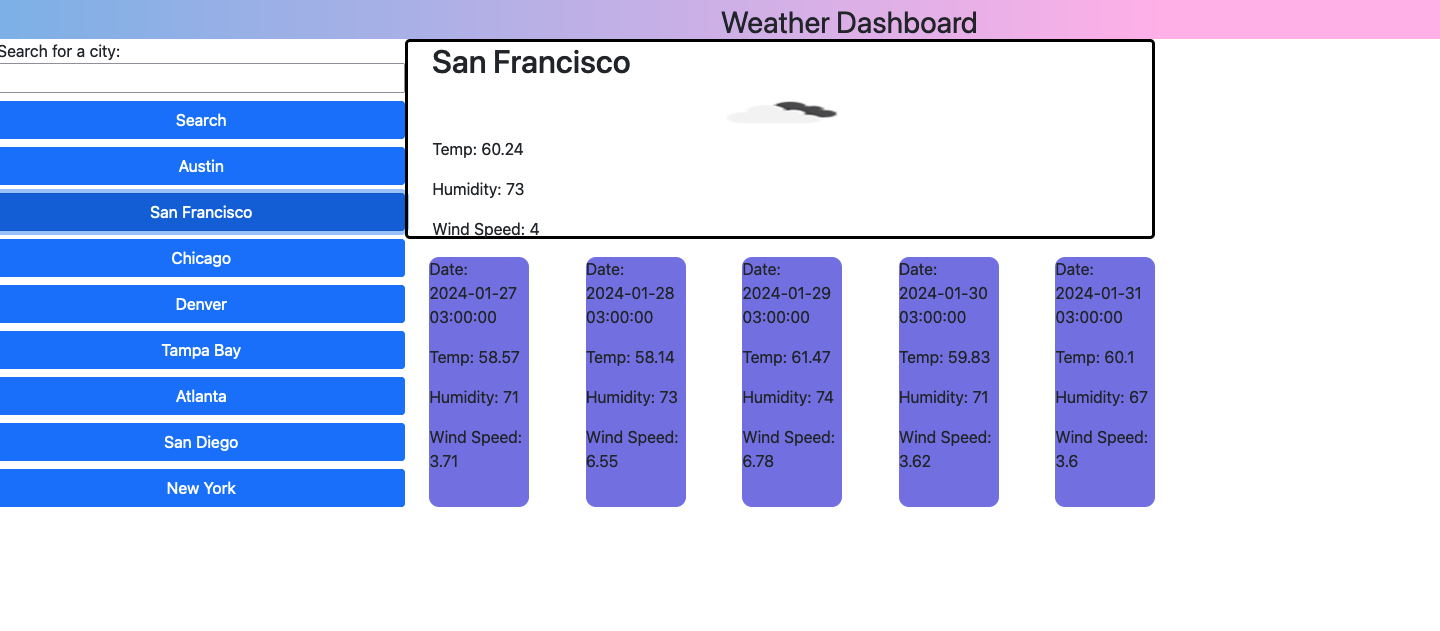 Weather Dashboard
Search for a city:
Search
Austin
San Francisco
Chicago
Denver
Tampa Bay
Atlanta
San Diego
New York
San Francisco
Temp: 60.24
Humidity: 73
Wind Speed: 4
Date:
2024-01-27
03:00:00
Temp: 58.57
Humidity: 71
Wind Speed:
3.71
Date:
2024-01-28
03:00:00
Temp: 58.14
Humidity: 73
Wind Speed:
6.55
Date:
2024-01-29
03:00:00
Temp: 61.47
Humidity: 74
Wind Speed:
6.78
Date:
2024-01-30
03:00:00
Temp: 59.83
Humidity: 71
Wind Speed:
3.62
Date:
2024-01-31
03:00:00
Temp: 60.1
Humidity: 67
Wind Speed:
3.6